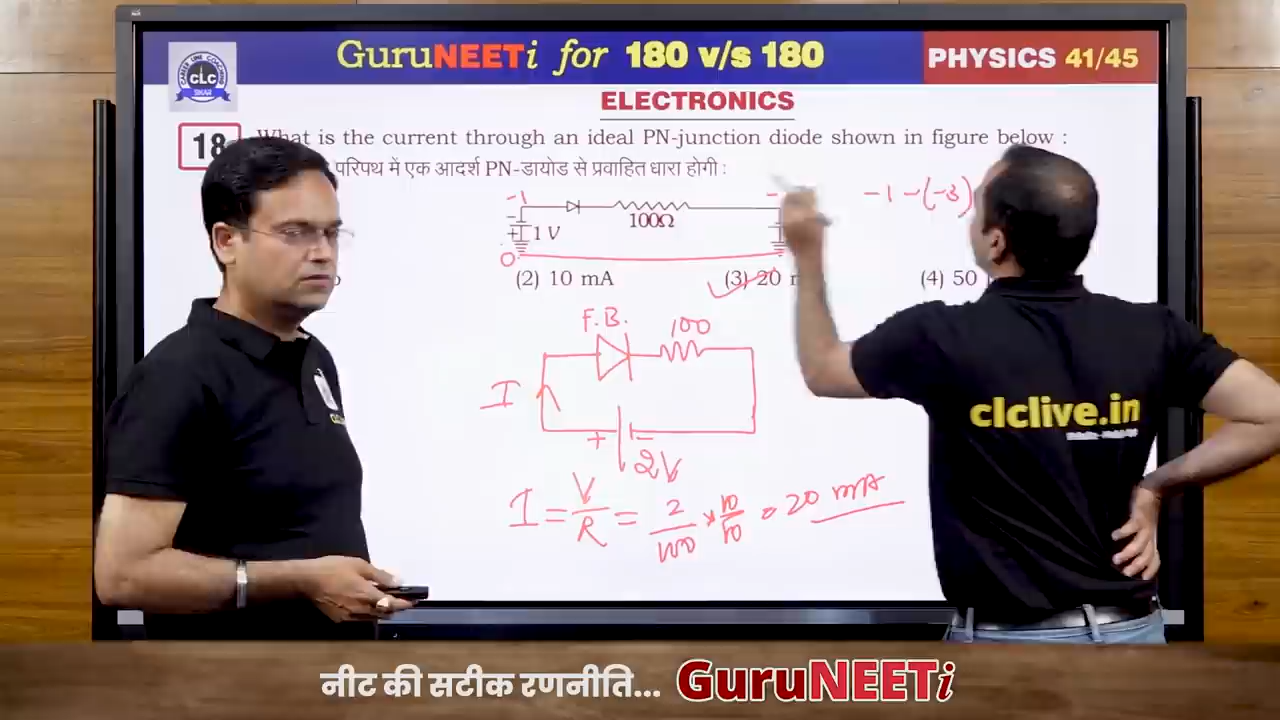 GuruNEETi for 180 v/s 180
PHYSICS 41/45
CLC
SIKAR
ELECTRONICS
18
What is the current through an ideal PN-junction diode shown in figure below :
परिपथ में एक आदर्श PN-डायोड से प्रवाहित धारा होगी :
-1
-1-(-3)
100Ω
1 V
0
(2) 10 mA
(3) 20
(4) 50
F.B.
100
I
+ -
2V
I = V/R = 2/100 × 10/10 = 20 mA
clclive.in
नीट की सटीक रणनीति... GuruNEETi